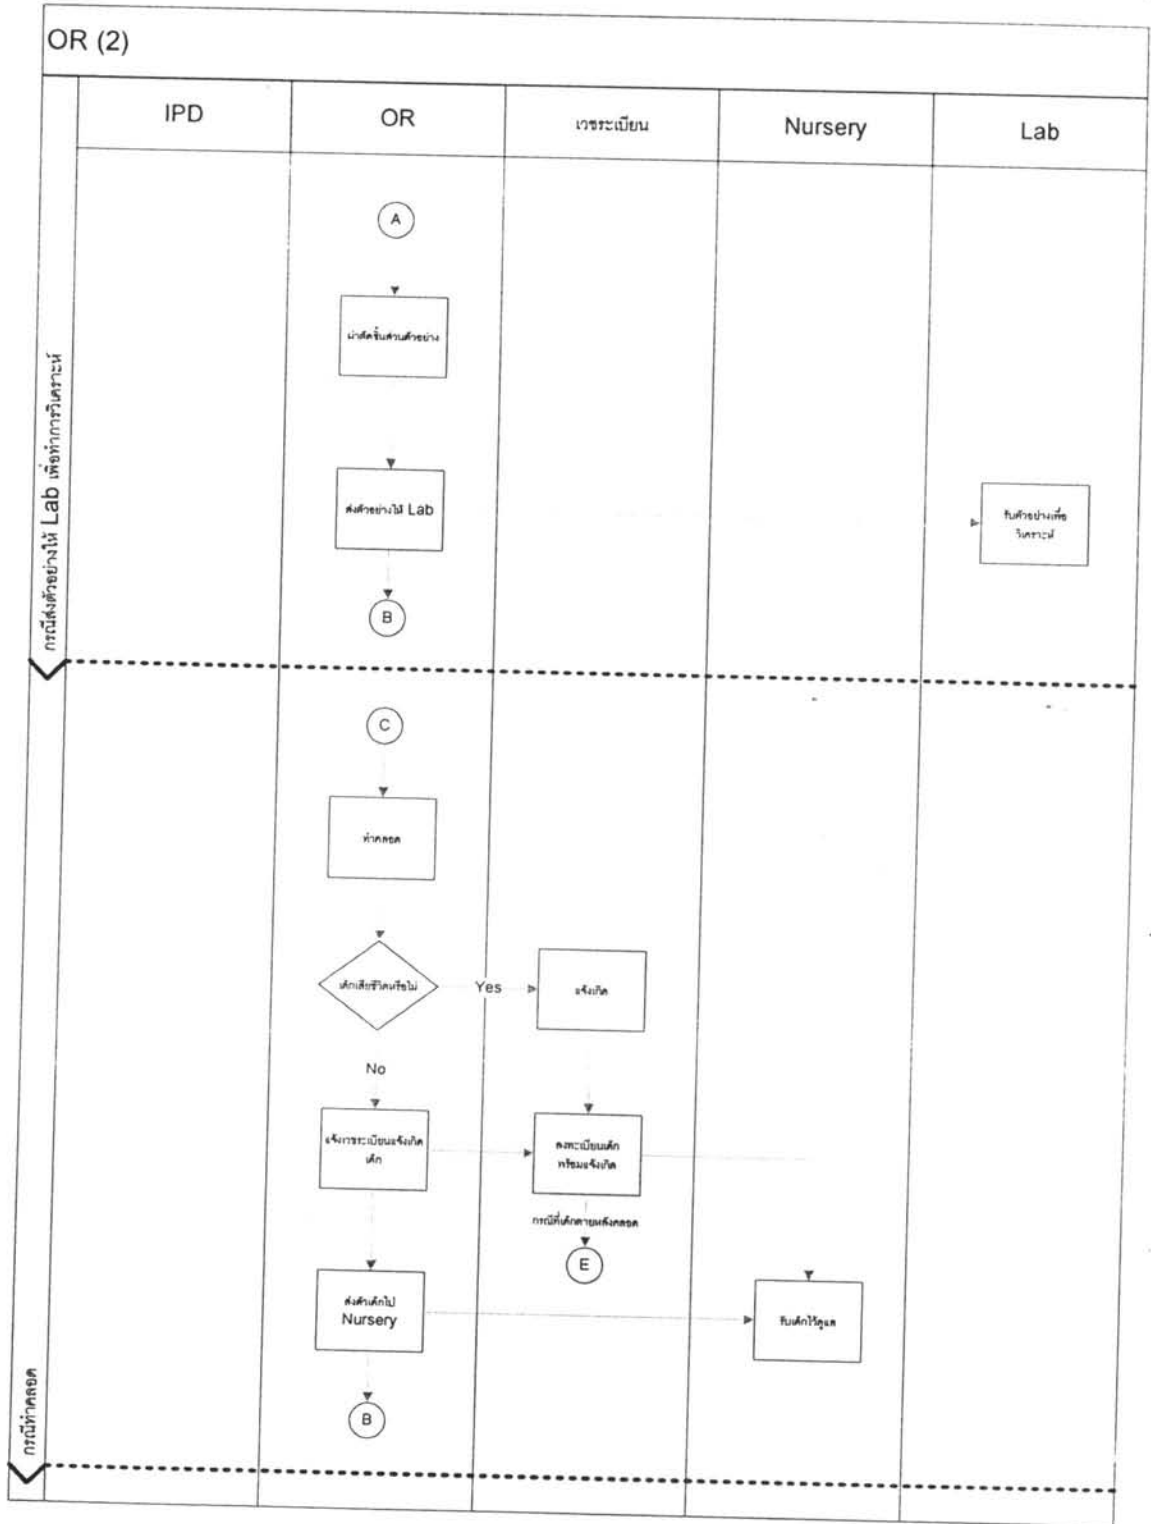 OR (2)
IPD
OR
เวชระเบียน
Nursery
Lab
กรณีส่งตัวอย่างให้ Lab เพื่อทำการวิเคราะห์
A
ผ่าตัดชิ้นส่วนตัวอย่าง
ส่งตัวอย่างให้ Lab
รับตัวอย่างเพื่อ
วิเคราะห์
B
กรณีทำคลอด
C
ทำคลอด
เด็กเสียชีวิตหรือไม่
Yes
แจ้งเกิด
No
แจ้งเวชระเบียนแจ้งเกิด
เด็ก
ลงทะเบียนเด็ก
พร้อมแจ้งเกิด
กรณีที่เด็กตายหลังคลอด
E
ส่งตัวเด็กไป
Nursery
รับเด็กไว้ดูแล
B